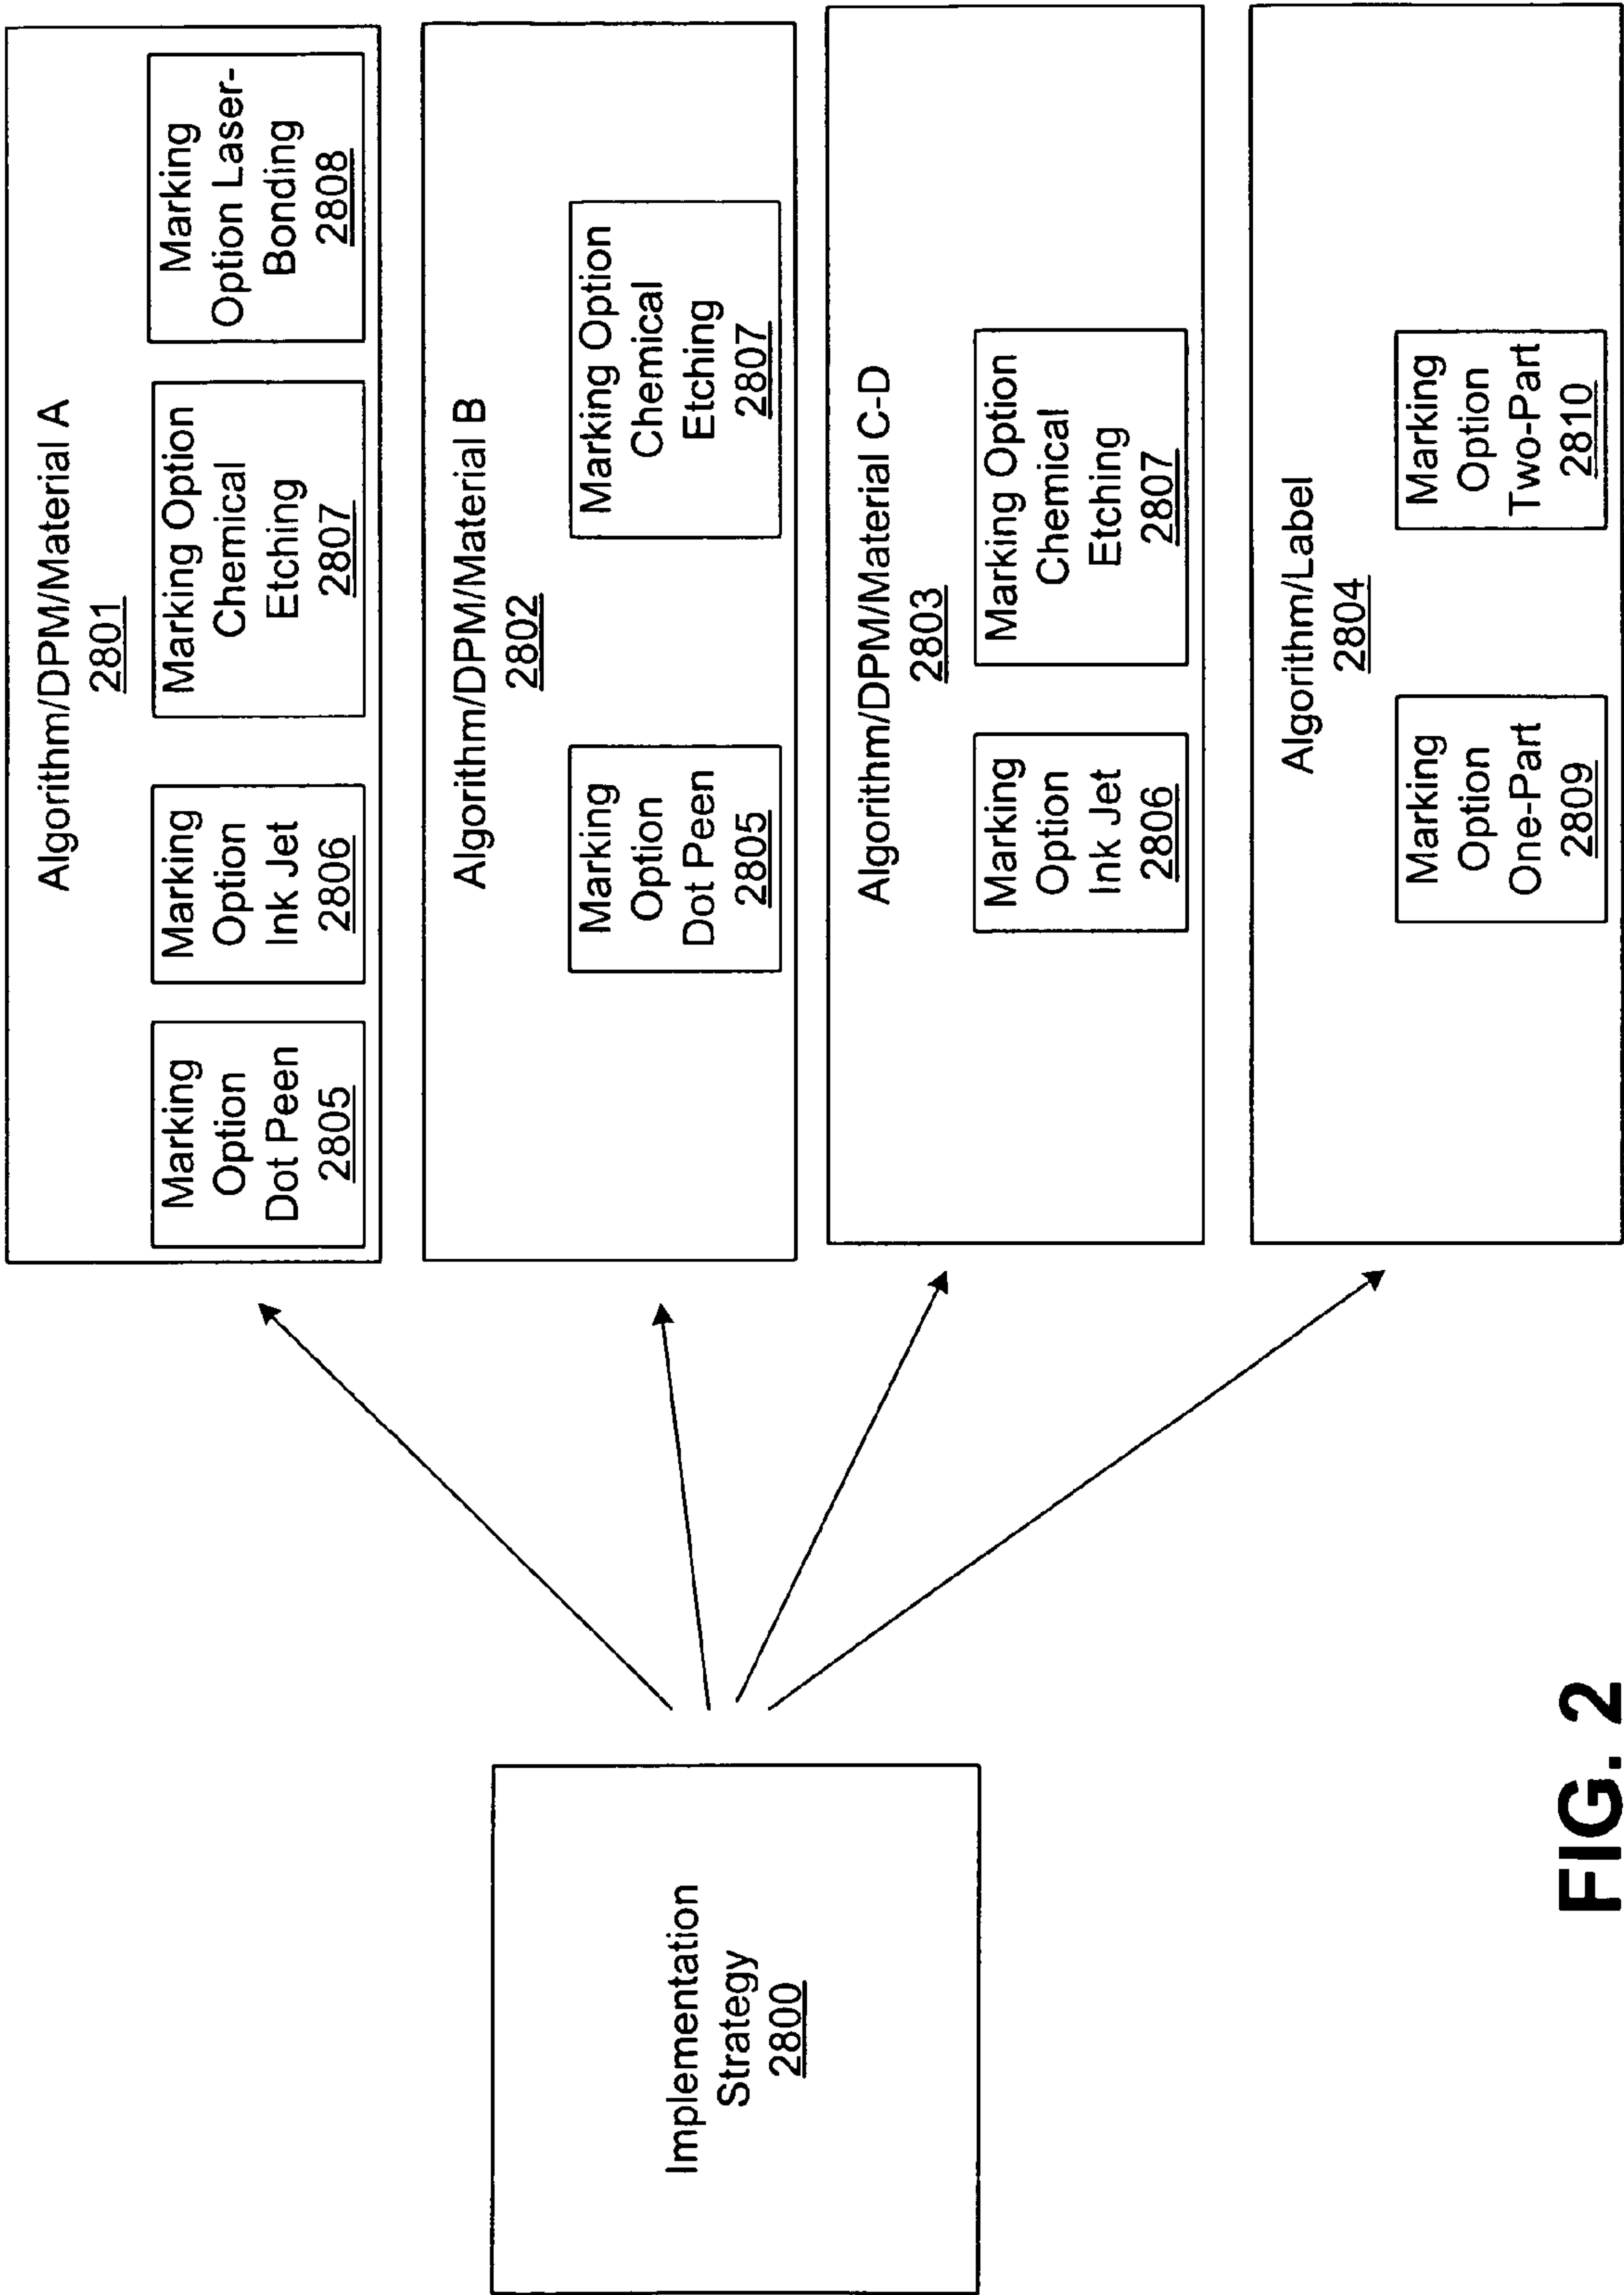 Implementation
Strategy
2800
Algorithm/DPM/Material A
2801
Marking
Option
Dot Peen
2805
Marking
Option
Ink Jet
2806
Marking Option
Chemical
Etching
2807
Marking
Option Laser-
Bonding
2808
Algorithm/DPM/Material B
2802
Marking
Option
Dot Peen
2805
Marking Option
Chemical
Etching
2807
Algorithm/DPM/Material C-D
2803
Marking
Option
Ink Jet
2806
Marking Option
Chemical
Etching
2807
Algorithm/Label
2804
Marking
Option
One-Part
2809
Marking
Option
Two-Part
2810
FIG. 2